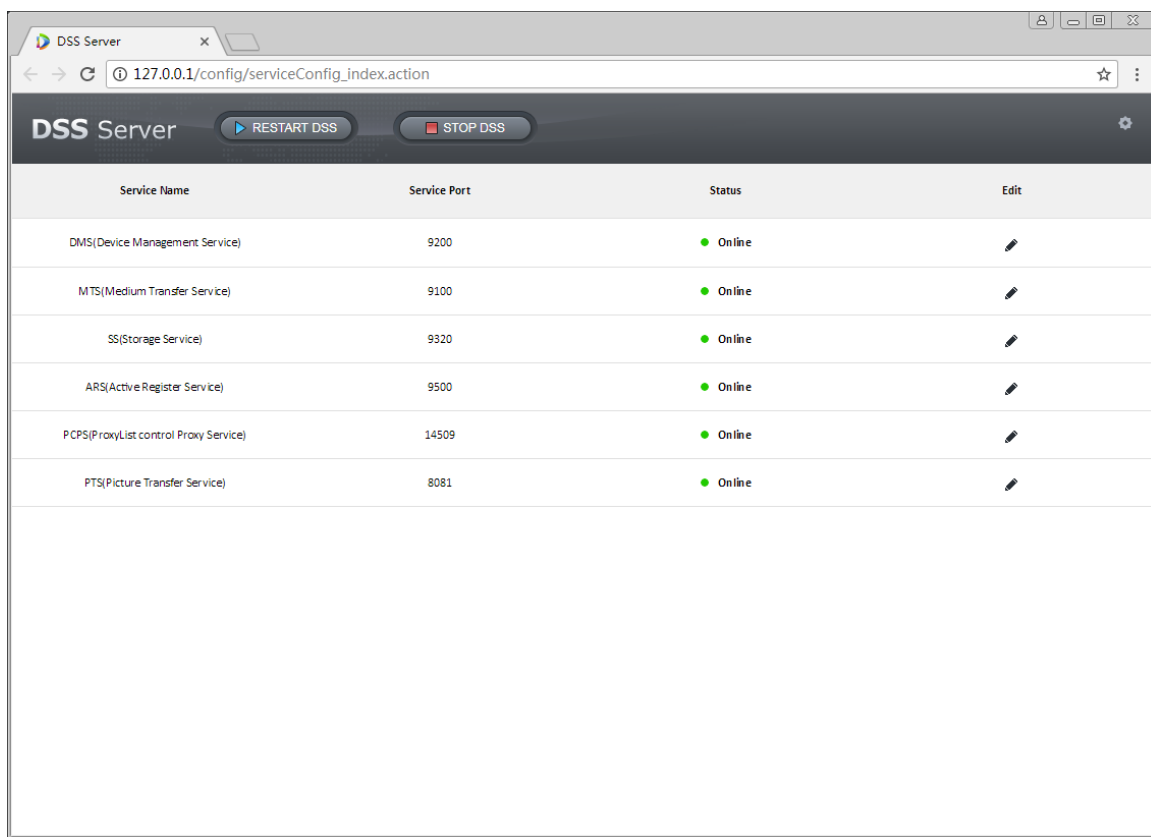 DSS Server
127.0.0.1/config/serviceConfig_index.action
DSS Server RESTART DSS STOP DSS
Service Name Service Port Status Edit
DMS(Device Management Service) 9200 Online
MTS(Medium Transfer Service) 9100 Online
SS(Storage Service) 9320 Online
ARS(Active Register Service) 9500 Online
PCPS(ProxyList control Proxy Service) 14509 Online
PTS(Picture Transfer Service) 8081 Online